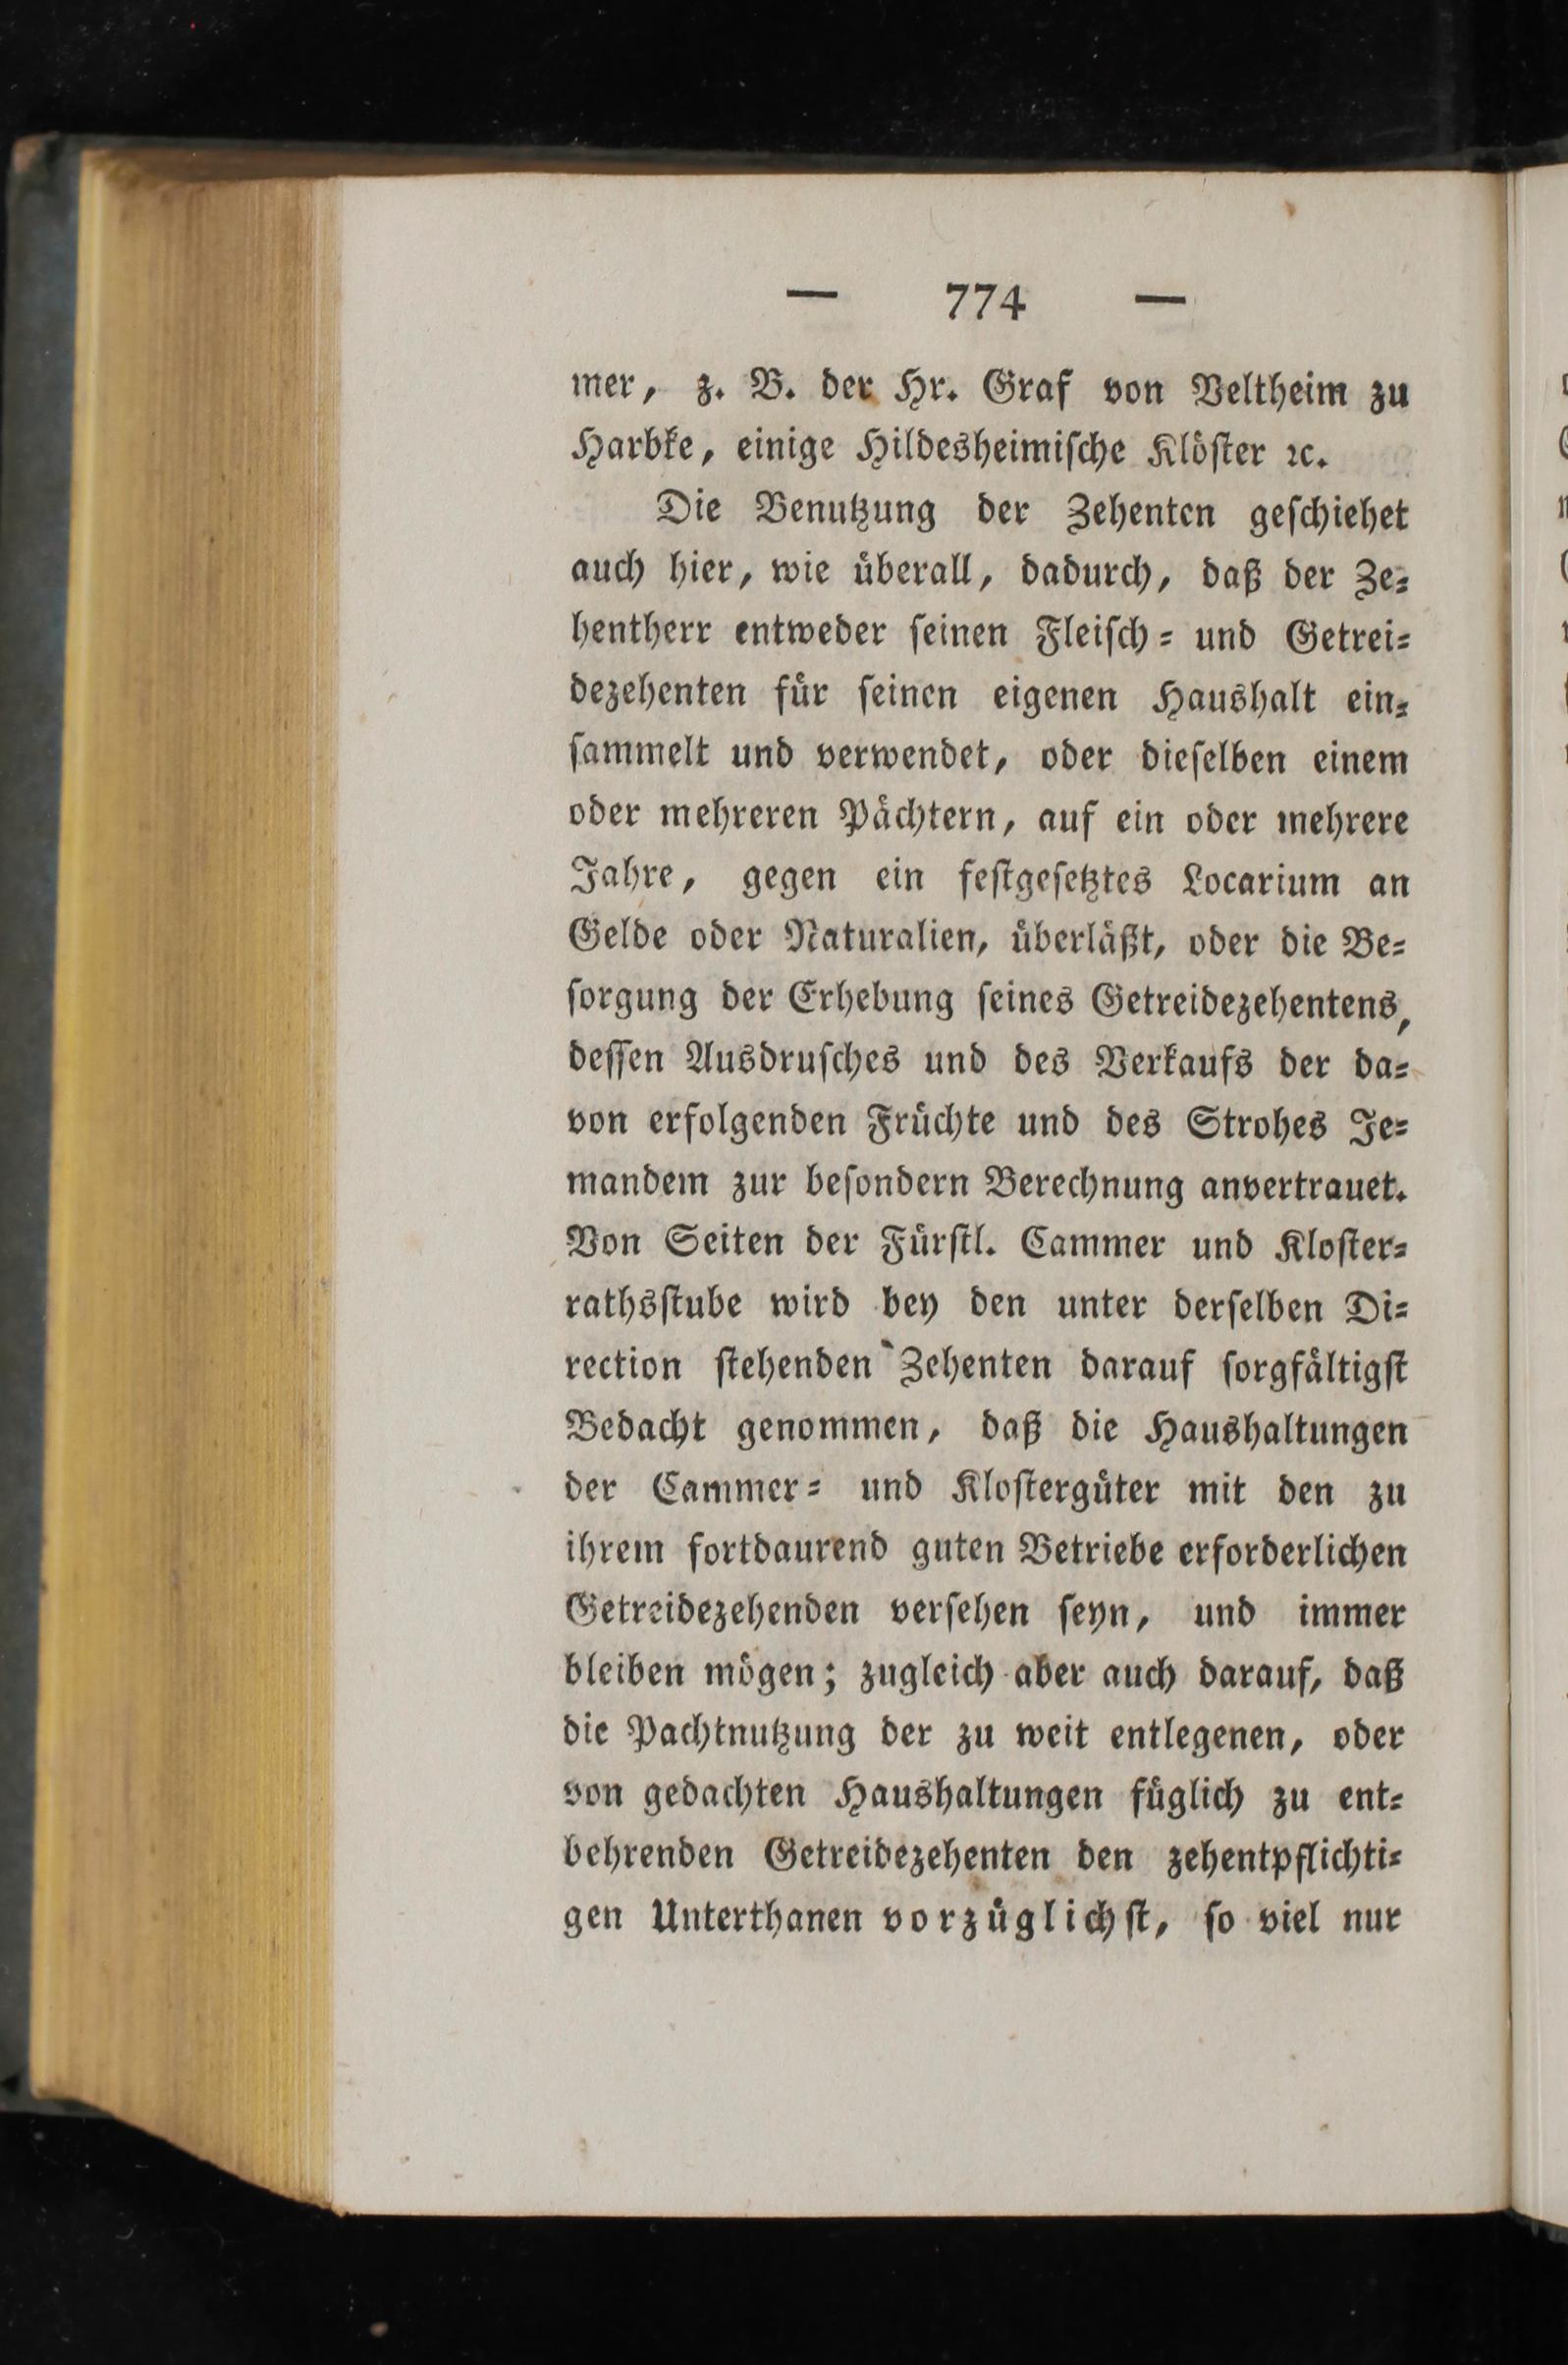 — 774 —
mer, z. B. der Hr. Graf von Veltheim zu
Harbke, einige Hildesheimische Klöster ꝛc.
Die Benutzung der Zehenten geschiehet
auch hier, wie überall, dadurch, daß der Ze-
hentherr entweder seinen Fleisch- und Getrei-
dezehenten für seinen eigenen Haushalt ein-
sammelt und verwendet, oder dieselben einem
oder mehreren Pächtern, auf ein oder mehrere
Jahre, gegen ein festgesetztes Locarium an
Gelde oder Naturalien, überläßt, oder die Be-
sorgung der Erhebung seines Getreidezehentens,
dessen Ausdrusches und des Verkaufs der da-
von erfolgenden Früchte und des Strohes Je-
mandem zur besondern Berechnung anvertrauet.
Von Seiten der Fürstl. Cammer und Kloster-
rathsstube wird bey den unter derselben Di-
rection stehenden Zehenten darauf sorgfältigst
Bedacht genommen, daß die Haushaltungen
der Cammer- und Klostergüter mit den zu
ihrem fortdaurend guten Betriebe erforderlichen
Getreidezehenden versehen seyn, und immer
bleiben mögen; zugleich aber auch darauf, daß
die Pachtnutzung der zu weit entlegenen, oder
von gedachten Haushaltungen füglich zu ent-
behrenden Getreidezehenten den zehentpflichti-
gen Unterthanen vorzüglichst, so viel nur